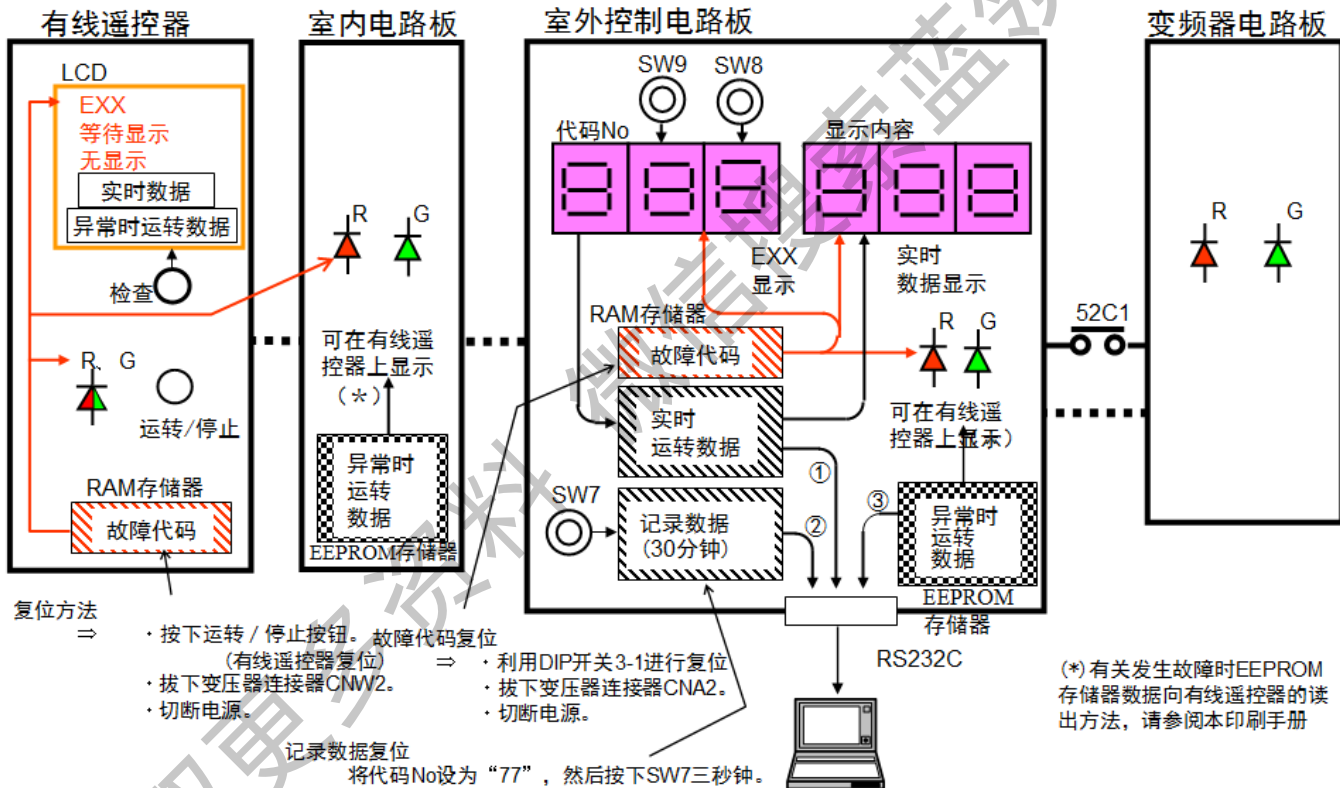 有线遥控器
室内电路板
室外控制电路板
变频器电路板
LCD
EXX
等待显示
无显示
实时数据
异常时运转数据
检查
R、G
运转/停止
RAM存储器
故障代码
R
G
可在有线遥
控器上显示
(*)
异常时
运转
数据
EEPROM存储器
SW9
SW8
代码No
显示内容
EXX
显示
实时
数据显示
RAM存储器
故障代码
实时
运转数据
SW7
记录数据
(30分钟)
①
②
③
R
G
可在有线遥
控器上显示)
异常时
运转
数据
EEPROM
存储器
RS232C
52C1
R
G
复位方法
⇒
・按下运转/停止按钮。
(有线遥控器复位)
・拔下变压器连接器CNW2。
・切断电源。
故障代码复位
⇒
・利用DIP开关3-1进行复位
・拔下变压器连接器CNA2。
・切断电源。
记录数据复位
将代码No设为“77”，然后按下SW7三秒钟。
(*)有关发生故障时EEPROM
存储器数据向有线遥控器的读
出方法，请参阅本印刷手册
更多资料 微信搜索蓝领